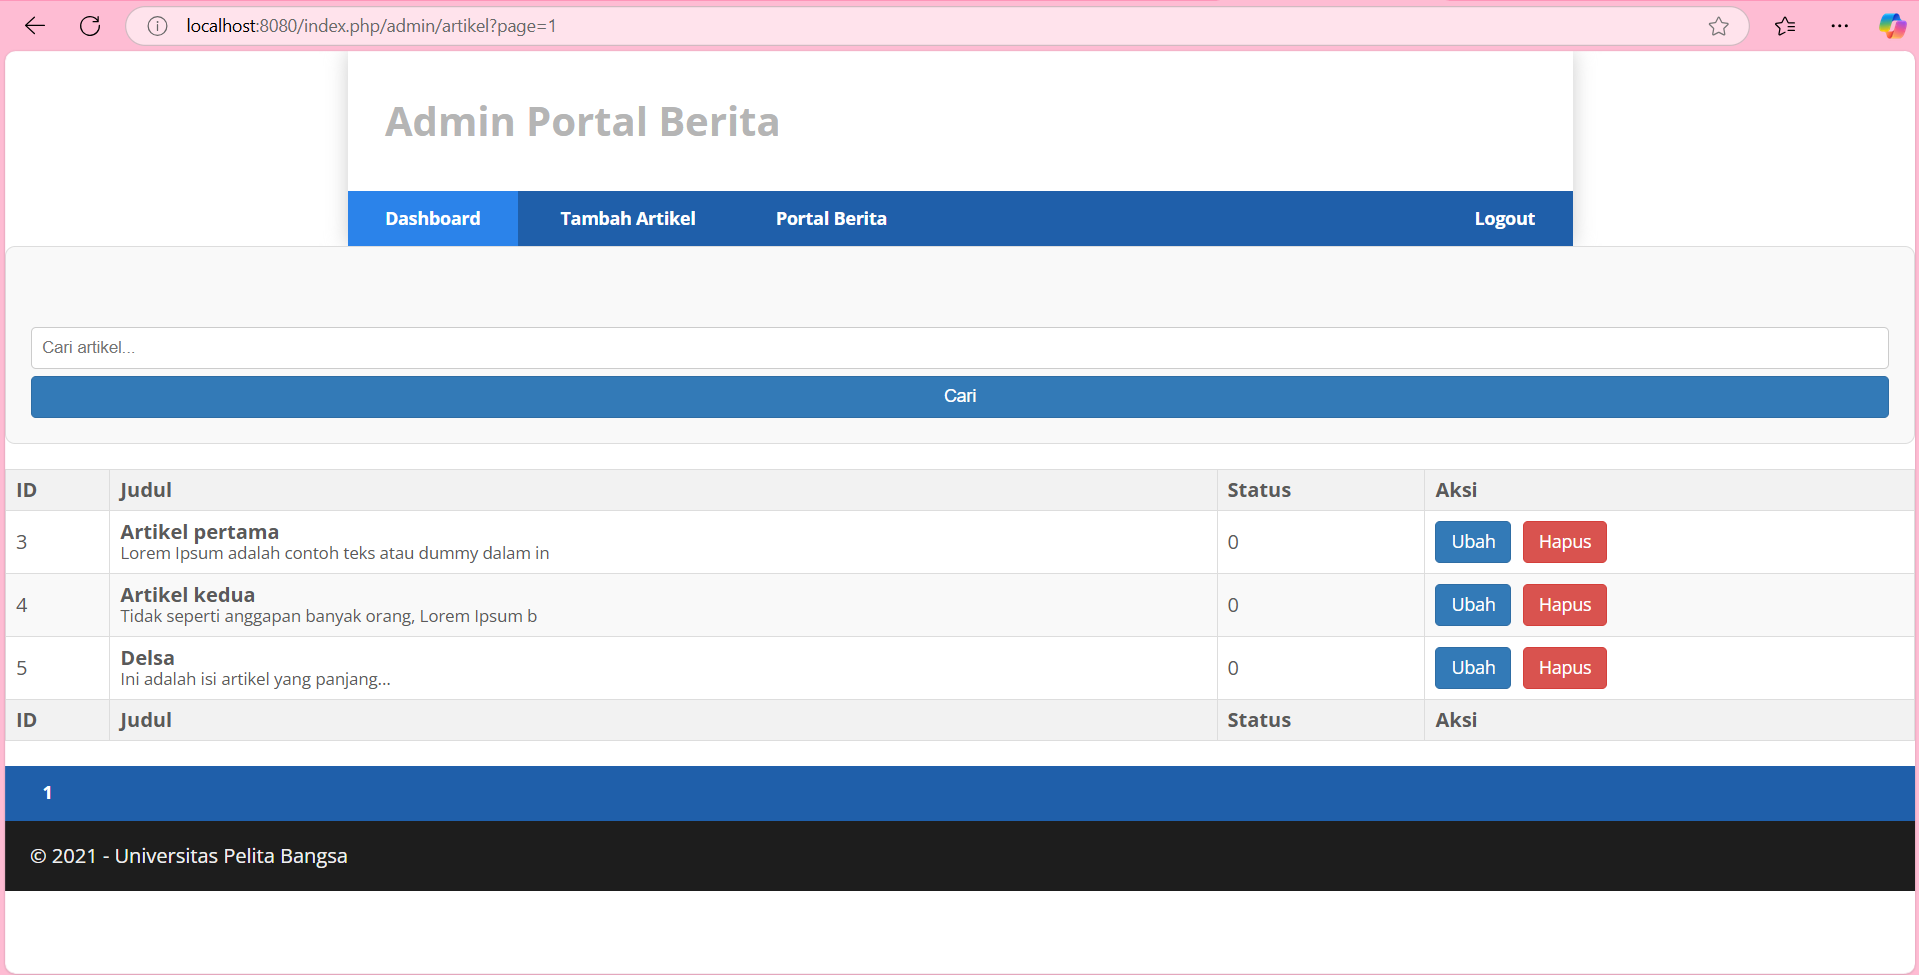 localhost:8080/index.php/admin/artikel?page=1
Admin Portal Berita
Dashboard Tambah Artikel Portal Berita Logout
Cari artikel...
Cari
ID Judul Status Aksi
3 Artikel pertama 0 Ubah Hapus
Lorem Ipsum adalah contoh teks atau dummy dalam in
4 Artikel kedua 0 Ubah Hapus
Tidak seperti anggapan banyak orang, Lorem Ipsum b
5 Delsa 0 Ubah Hapus
Ini adalah isi artikel yang panjang...
ID Judul Status Aksi
1
© 2021 - Universitas Pelita Bangsa